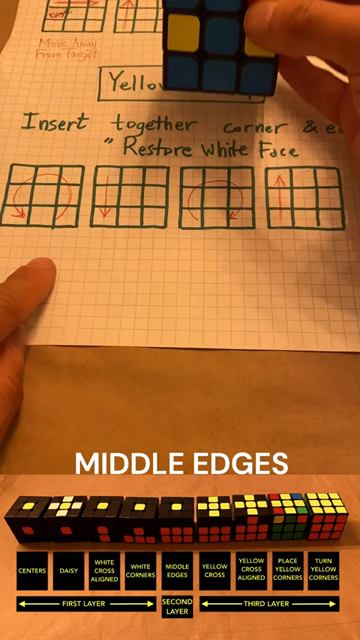 Move Away
From Target
Insert together corner &
" Restore white Face
MIDDLE EDGES
CENTERS
DAISY
WHITE CROSS ALIGNED
WHITE CORNERS
MIDDLE EDGES
YELLOW CROSS
YELLOW CROSS ALIGNED
PLACE YELLOW CORNERS
TURN YELLOW CORNERS
FIRST LAYER
SECOND LAYER
THIRD LAYER